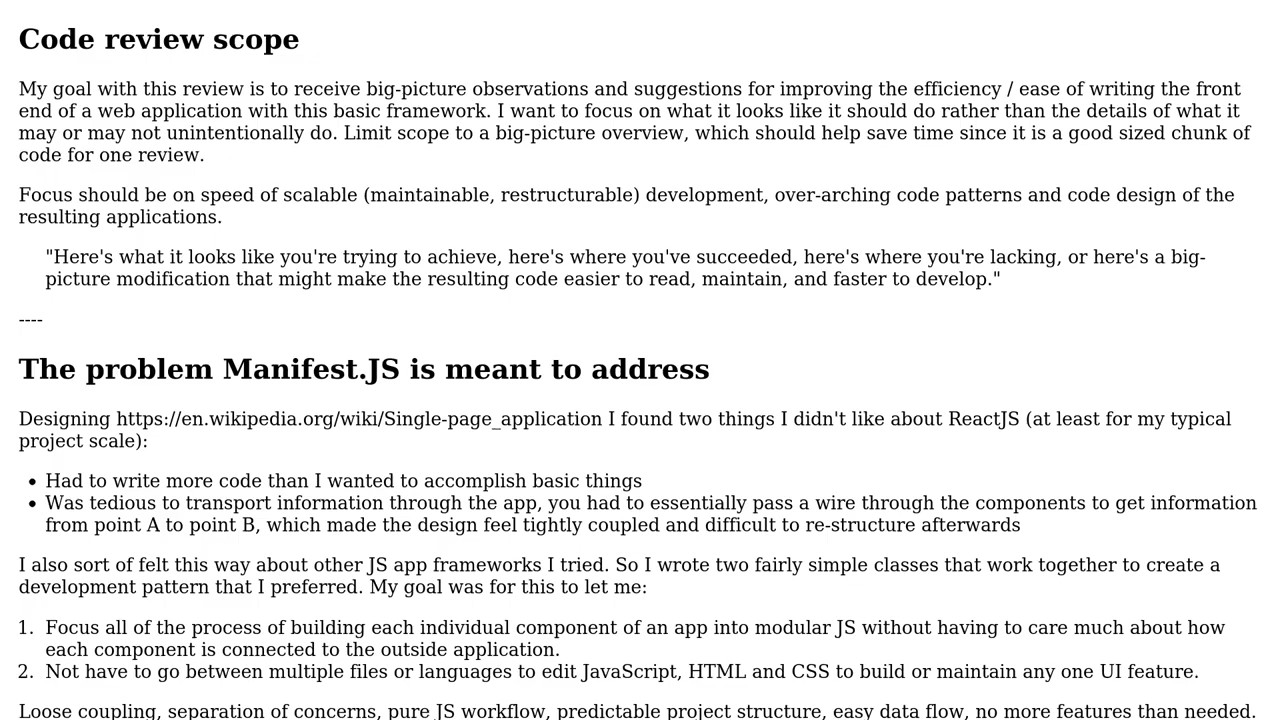 Code review scope
My goal with this review is to receive big-picture observations and suggestions for improving the efficiency / ease of writing the front
end of a web application with this basic framework. I want to focus on what it looks like it should do rather than the details of what it
may or may not unintentionally do. Limit scope to a big-picture overview, which should help save time since it is a good sized chunk of
code for one review.
Focus should be on speed of scalable (maintainable, restructurable) development, over-arching code patterns and code design of the
resulting applications.
"Here's what it looks like you're trying to achieve, here's where you've succeeded, here's where you're lacking, or here's a big-
picture modification that might make the resulting code easier to read, maintain, and faster to develop."
----
The problem Manifest.JS is meant to address
Designing https://en.wikipedia.org/wiki/Single-page_application I found two things I didn't like about ReactJS (at least for my typical
project scale):
• Had to write more code than I wanted to accomplish basic things
• Was tedious to transport information through the app, you had to essentially pass a wire through the components to get information
from point A to point B, which made the design feel tightly coupled and difficult to re-structure afterwards
I also sort of felt this way about other JS app frameworks I tried. So I wrote two fairly simple classes that work together to create a
development pattern that I preferred. My goal was for this to let me:
1. Focus all of the process of building each individual component of an app into modular JS without having to care much about how
each component is connected to the outside application.
2. Not have to go between multiple files or languages to edit JavaScript, HTML and CSS to build or maintain any one UI feature.
Loose coupling, separation of concerns, pure JS workflow, predictable project structure, easy data flow, no more features than needed.